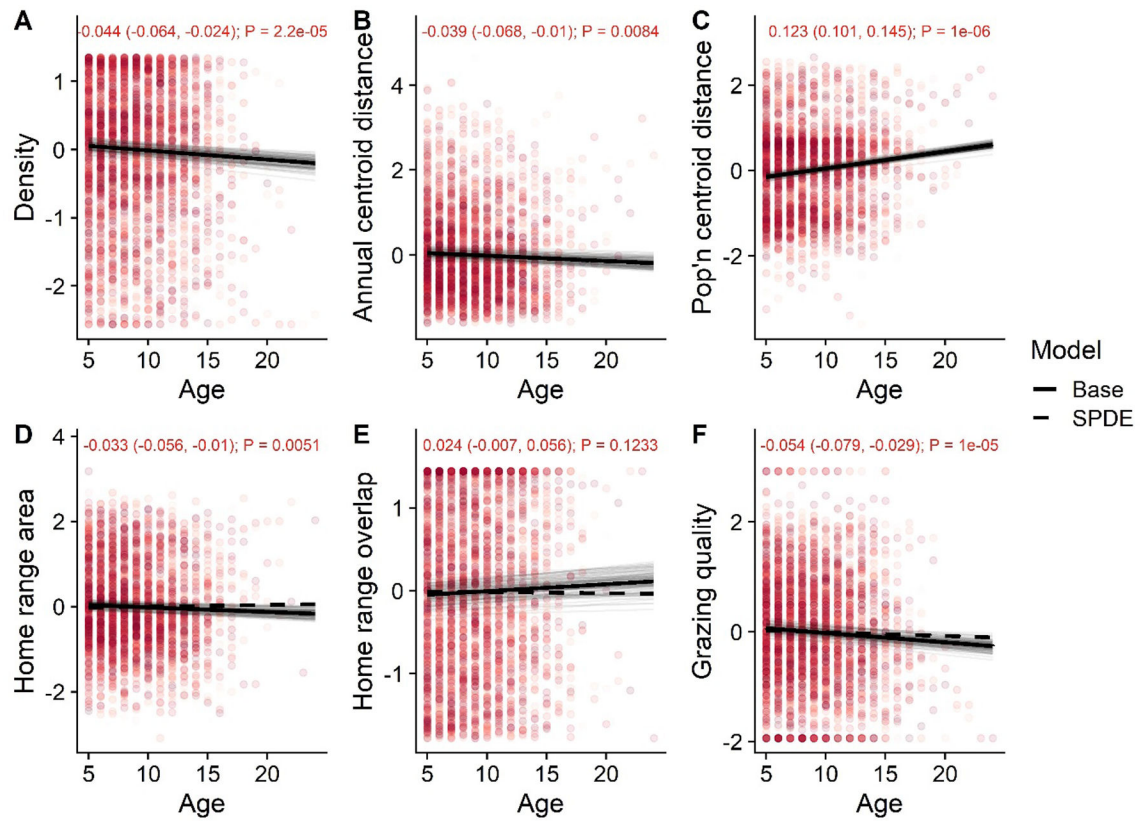 A
-0.044 (-0.064, -0.024); P = 2.2e-05
Density
1
0
-1
-2
5 10 15 20
Age
B
-0.039 (-0.068, -0.01); P = 0.0084
Annual centroid distance
4
2
0
5 10 15 20
Age
C
0.123 (0.101, 0.145); P = 1e-06
Pop'n centroid distance
2
0
-2
5 10 15 20
Age
Model
Base
SPDE
D
-0.033 (-0.056, -0.01); P = 0.0051
Home range area
4
2
0
-2
5 10 15 20
Age
E
0.024 (-0.007, 0.056); P = 0.1233
Home range overlap
1
0
-1
5 10 15 20
Age
F
-0.054 (-0.079, -0.029); P = 1e-05
Grazing quality
2
0
-2
5 10 15 20
Age